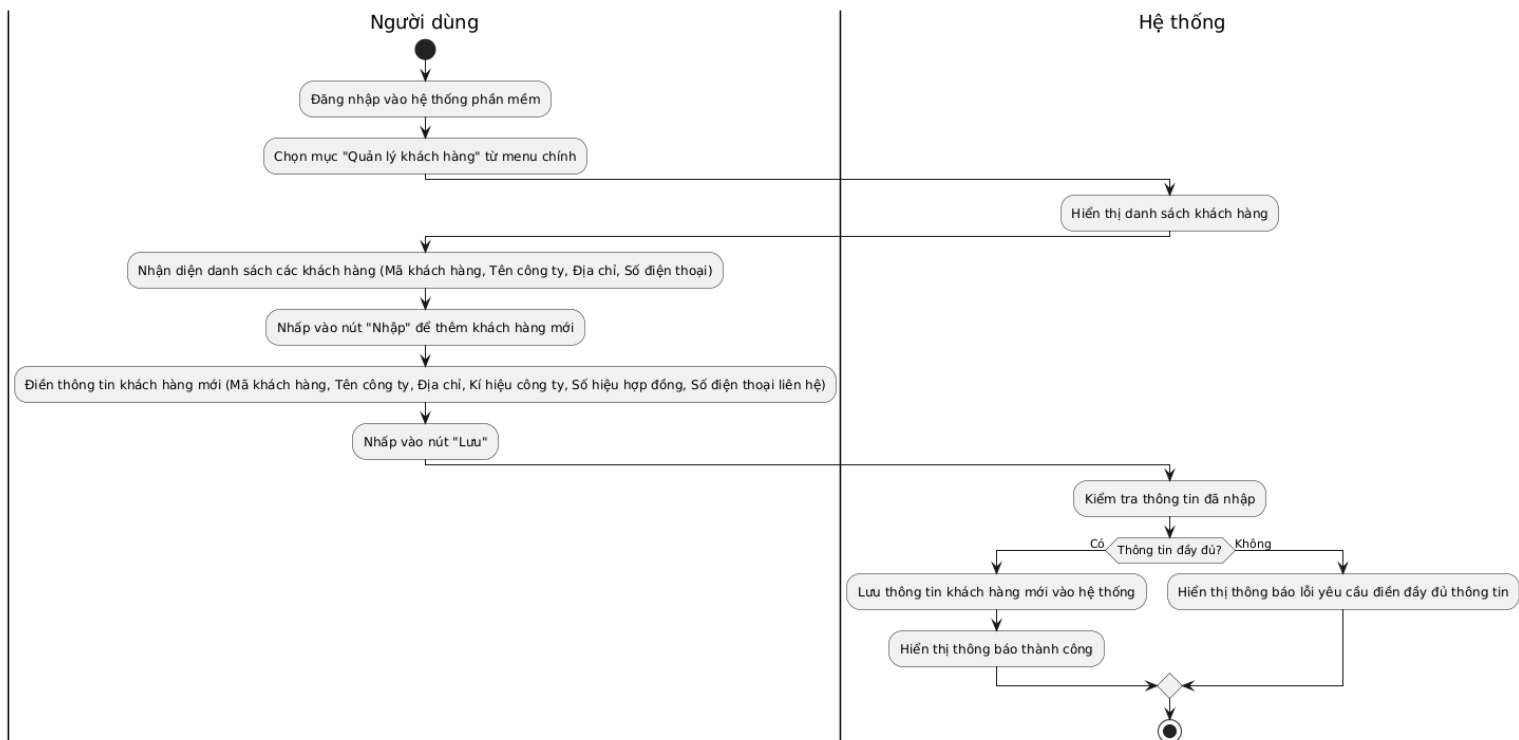 Người dùng
Hệ thống
Đăng nhập vào hệ thống phần mềm
Chọn mục "Quản lý khách hàng" từ menu chính
Hiển thị danh sách khách hàng
Nhận diện danh sách các khách hàng (Mã khách hàng, Tên công ty, Địa chỉ, Số điện thoại)
Nhấp vào nút "Nhập" để thêm khách hàng mới
Điền thông tin khách hàng mới (Mã khách hàng, Tên công ty, Địa chỉ, Kí hiệu công ty, Số hiệu hợp đồng, Số điện thoại liên hệ)
Nhấp vào nút "Lưu"
Kiểm tra thông tin đã nhập
Có
Thông tin đầy đủ?
Không
Lưu thông tin khách hàng mới vào hệ thống
Hiển thị thông báo lỗi yêu cầu điền đầy đủ thông tin
Hiển thị thông báo thành công